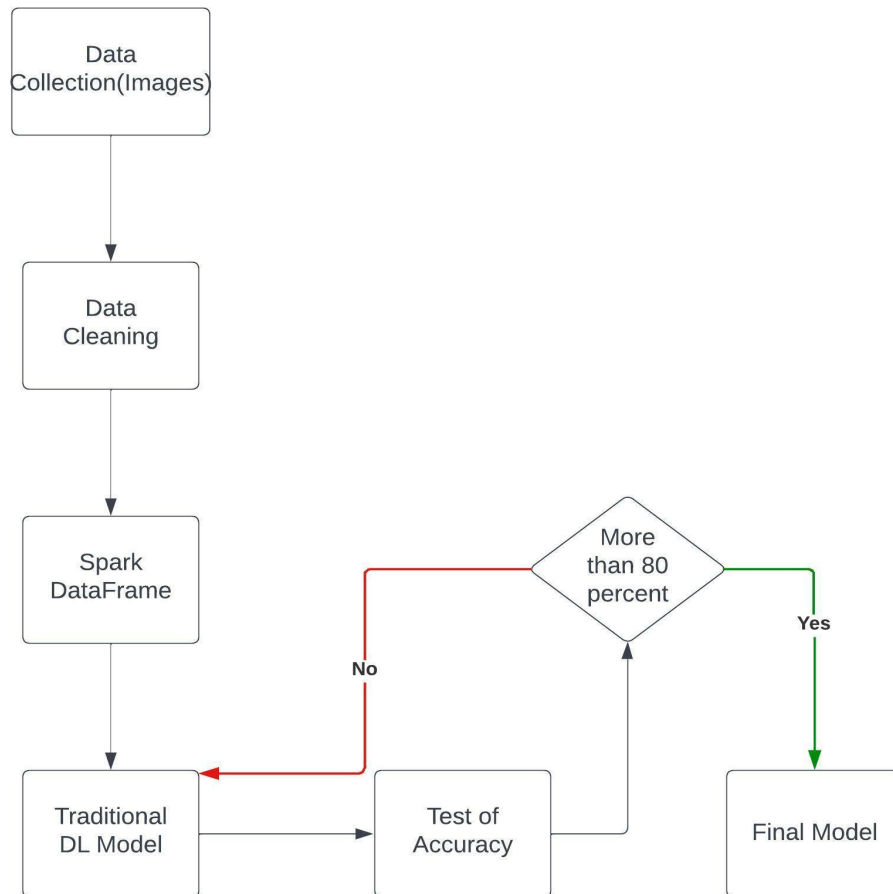 Data
Collection(Images)
Data
Cleaning
Spark
DataFrame
More
than 80
percent
Yes
No
Traditional
DL Model
Test of
Accuracy
Final Model